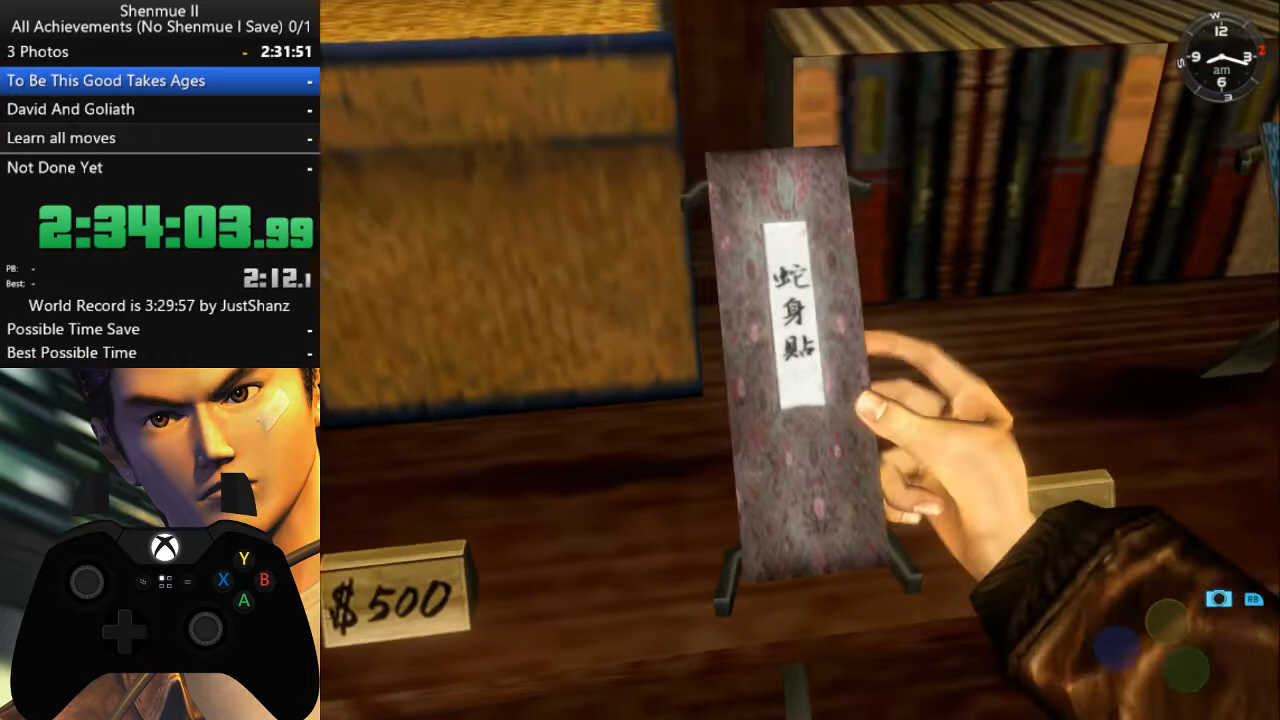 Shenmue II
All Achievements (No Shenmue I Save) 0/1
3 Photos - 2:31:51
To Be This Good Takes Ages -
David And Goliath -
Learn all moves -
Not Done Yet -
2:34:03.99
PB: -
Best: -
2:12.1
World Record is 3:29:57 by JustShanz
Possible Time Save -
Best Possible Time -
Y
X B
A
蛇身貼
$500
W
12
S 9 3 Z
am
6
E
RB